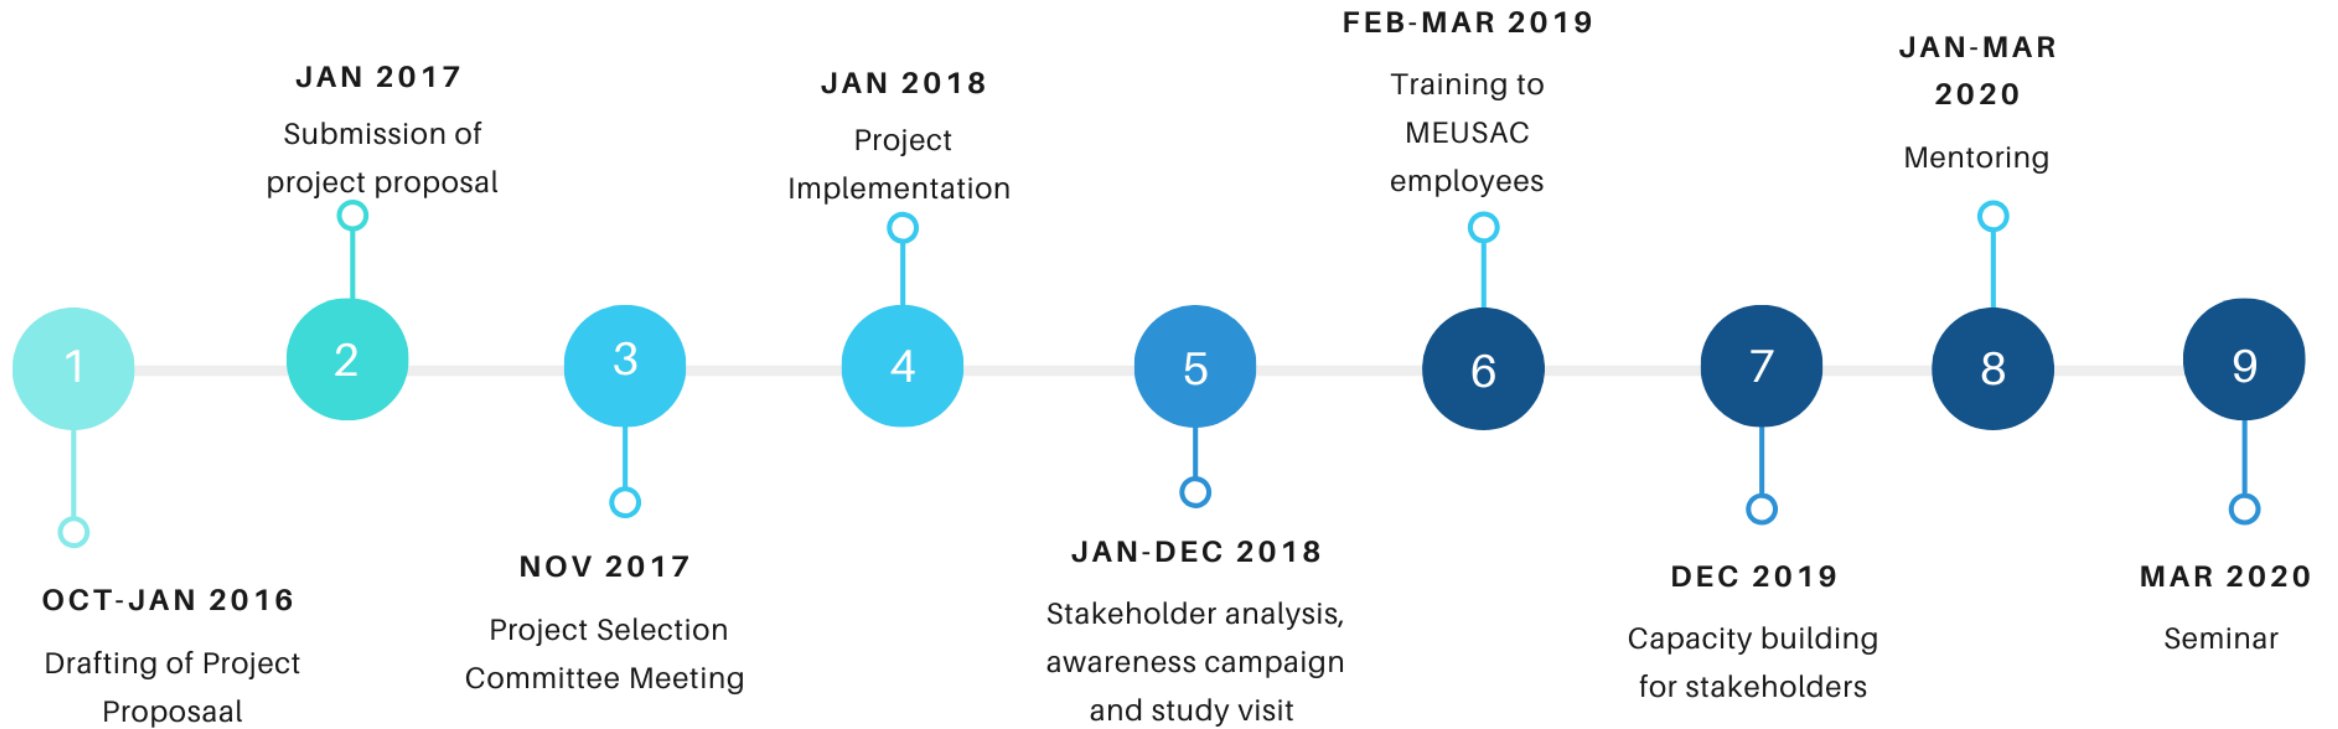 1
OCT-JAN 2016
Drafting of Project
Proposaal
2
JAN 2017
Submission of
project proposal
3
NOV 2017
Project Selection
Committee Meeting
4
JAN 2018
Project
Implementation
5
JAN-DEC 2018
Stakeholder analysis,
awareness campaign
and study visit
6
FEB-MAR 2019
Training to
MEUSAC
employees
7
DEC 2019
Capacity building
for stakeholders
8
JAN-MAR
2020
Mentoring
9
MAR 2020
Seminar